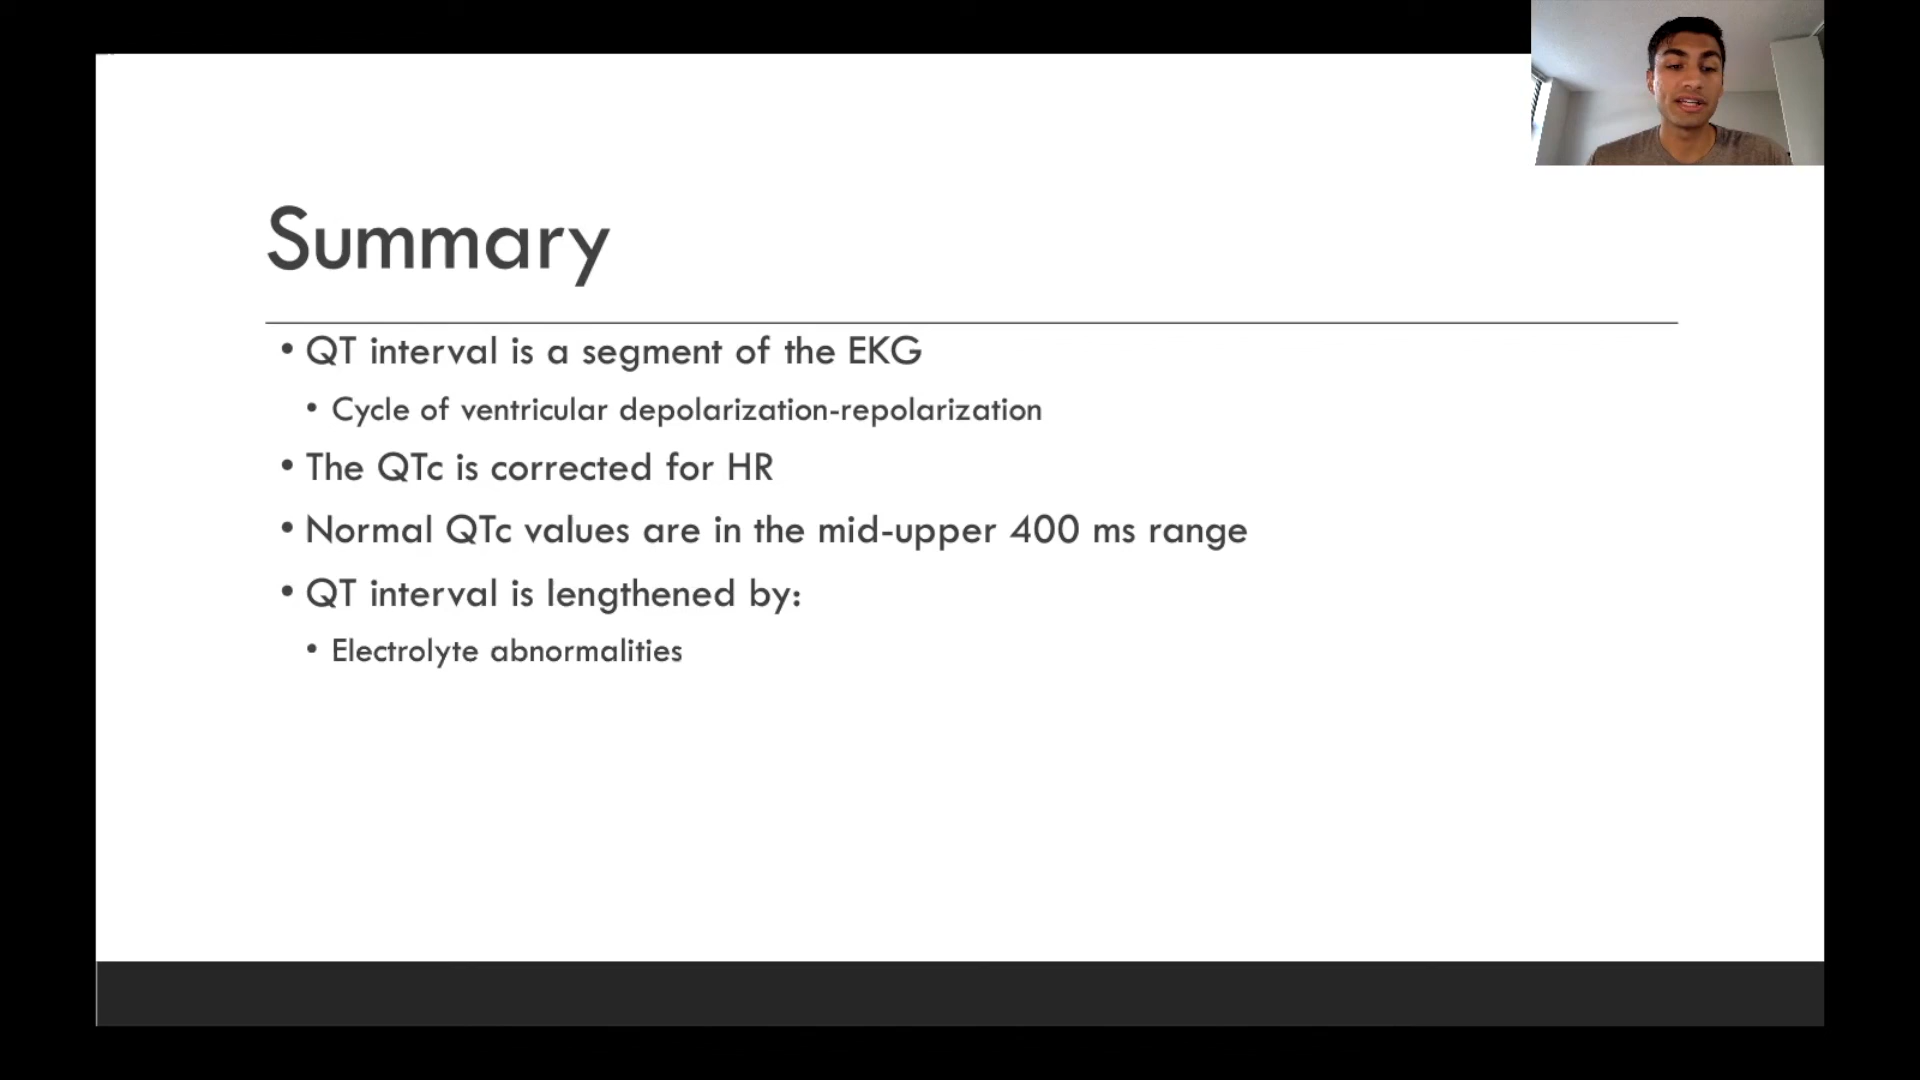 Summary
• QT interval is a segment of the EKG
• Cycle of ventricular depolarization-repolarization
• The QTc is corrected for HR
• Normal QTc values are in the mid-upper 400 ms range
• QT interval is lengthened by:
• Electrolyte abnormalities